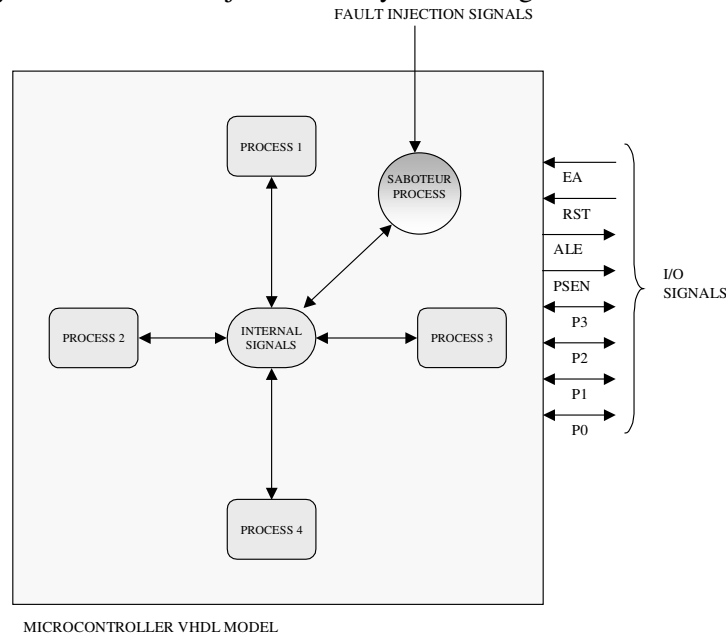 FAULT INJECTION SIGNALS
PROCESS 1
SABOTEUR
PROCESS
EA
RST
ALE
PSEN
I/O
SIGNALS
PROCESS 2
INTERNAL
SIGNALS
PROCESS 3
P3
P2
P1
P0
PROCESS 4
MICROCONTROLLER VHDL MODEL